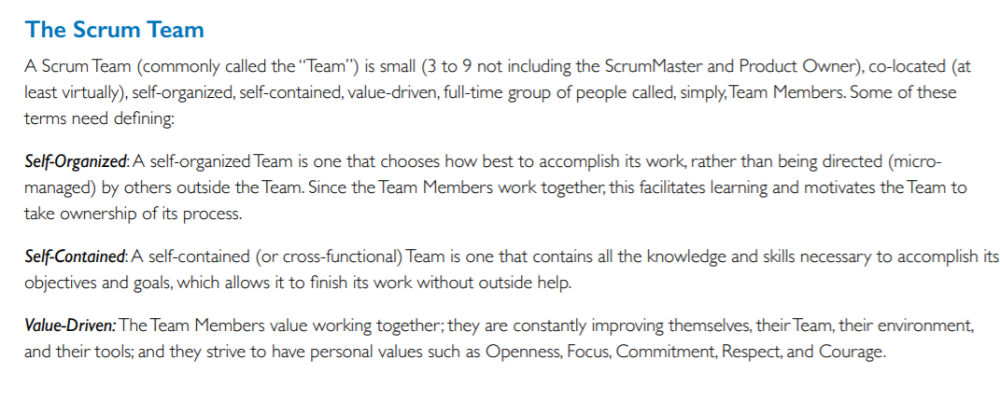 The Scrum Team
A Scrum Team (commonly called the “Team”) is small (3 to 9 not including the ScrumMaster and Product Owner), co-located (at
least virtually), self-organized, self-contained, value-driven, full-time group of people called, simply, Team Members. Some of these
terms need defining:
Self-Organized: A self-organized Team is one that chooses how best to accomplish its work, rather than being directed (micro-
managed) by others outside the Team. Since the Team Members work together, this facilitates learning and motivates the Team to
take ownership of its process.
Self-Contained: A self-contained (or cross-functional) Team is one that contains all the knowledge and skills necessary to accomplish its
objectives and goals, which allows it to finish its work without outside help.
Value-Driven: The Team Members value working together; they are constantly improving themselves, their Team, their environment,
and their tools; and they strive to have personal values such as Openness, Focus, Commitment, Respect, and Courage.